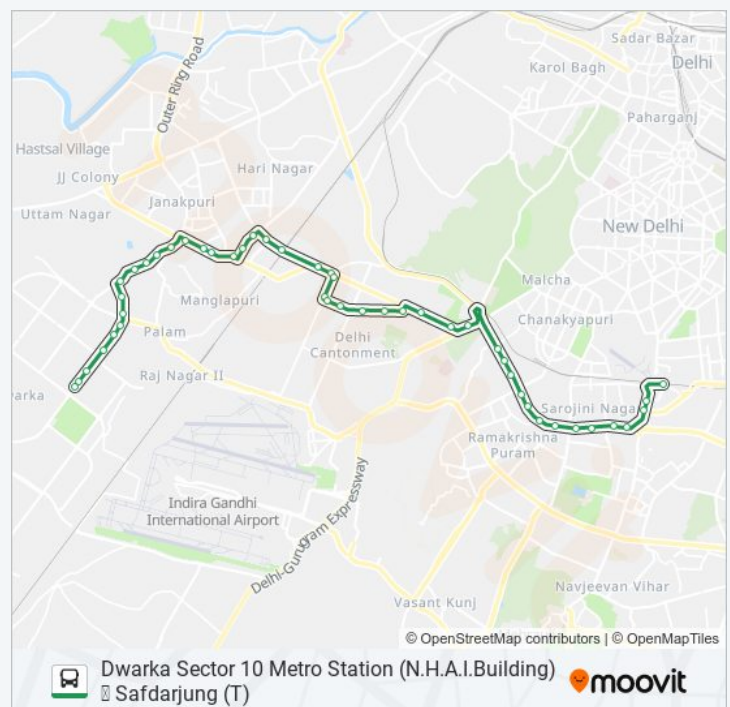 Sadar Bazar
Delhi
Karol Bagh
Outer Ring Road
Paharganj
Hastsal Village
Hari Nagar
JJ Colony
Janakpuri
Uttam Nagar
New Delhi
Malcha
Manglapuri
Chanakyapuri
Palam
Delhi
Cantonment
Raj Nagar II
arka
Sarojini Naga
Ramakrishna
Puram
Indira Gandhi
International Airport
Delhi-Gurugram Expressway
Navjeevan Vihar
Vasant Kunj
© OpenStreetMap contributors | © OpenMapTiles
Dwarka Sector 10 Metro Station (N.H.A.I.Building)
Safdarjung (T)
moovit